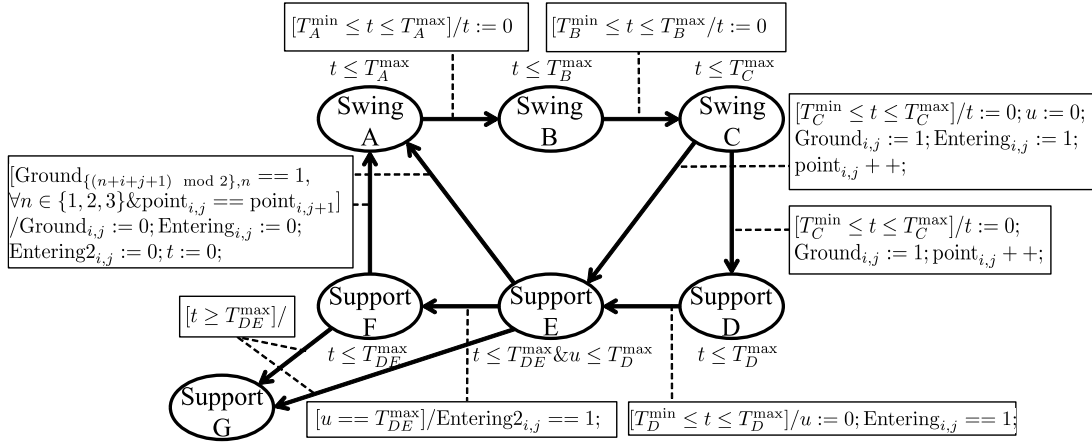 [T_A^min ≤ t ≤ T_A^max]/t := 0
[T_B^min ≤ t ≤ T_B^max/t := 0
t ≤ T_A^max
t ≤ T_B^max
t ≤ T_C^max
Swing
A
Swing
B
Swing
C
[T_C^min ≤ t ≤ T_C^max]/t := 0; u := 0;
Ground_{i,j} := 1; Entering_{i,j} := 1;
point_{i,j} ++;
[Ground_{{(n+i+j+1) mod 2},n} == 1,
∀n ∈ {1, 2, 3}&point_{i,j} == point_{i,j+1}]
/Ground_{i,j} := 0; Entering_{i,j} := 0;
Entering2_{i,j} := 0; t := 0;
[T_C^min ≤ t ≤ T_C^max]/t := 0;
Ground_{i,j} := 1; point_{i,j} ++;
Support
F
Support
E
Support
D
[t ≥ T_DE^max]/
t ≤ T_DE^max
t ≤ T_DE^max & u ≤ T_D^max
t ≤ T_D^max
Support
G
[u == T_DE^max]/Entering2_{i,j} == 1;
[T_D^min ≤ t ≤ T_D^max]/u := 0; Entering_{i,j} == 1;